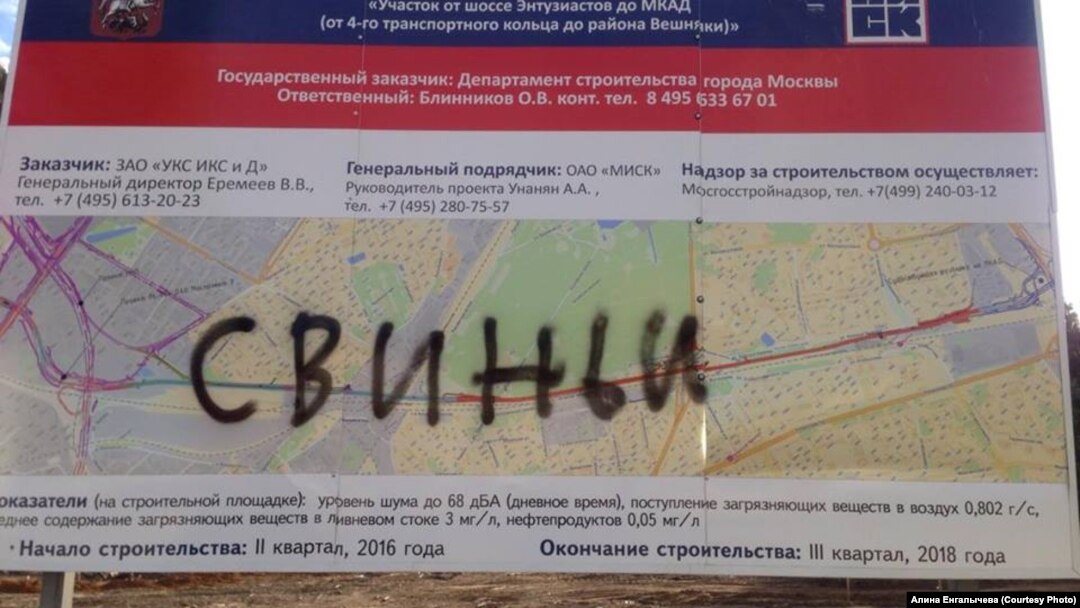 «Участок от шоссе Энтузиастов до МКАД
(от 4-го транспортного кольца до района Вешняки)»
Государственный заказчик: Департамент строительства города Москвы
Ответственный: Блинников О.В. конт. тел. 8 495 633 67 01
Заказчик: ЗАО «УКС ИКС и Д»
Генеральный директор Еремеев В.В.,
тел. +7 (495) 613-20-23
Генеральный подрядчик: ОАО «МИСК»
Руководитель проекта Унанян А.А. ,
тел. +7 (495) 280-75-57
Надзор за строительством осуществляет:
Мосгосстройнадзор, тел. +7(499) 240-03-12
СВИНЬИ
оказатели (на строительной площадке): уровень шума до 68 дБА (дневное время), поступление загрязняющих веществ в воздух 0,802 г/с,
еднее содержание загрязняющих веществ в ливневом стоке 3 мг/л, нефтепродуктов 0,05 мг/л
Начало строительства: II квартал, 2016 года
Окончание строительства: III квартал, 2018 года
Алина Енгалычева (Courtesy Photo)